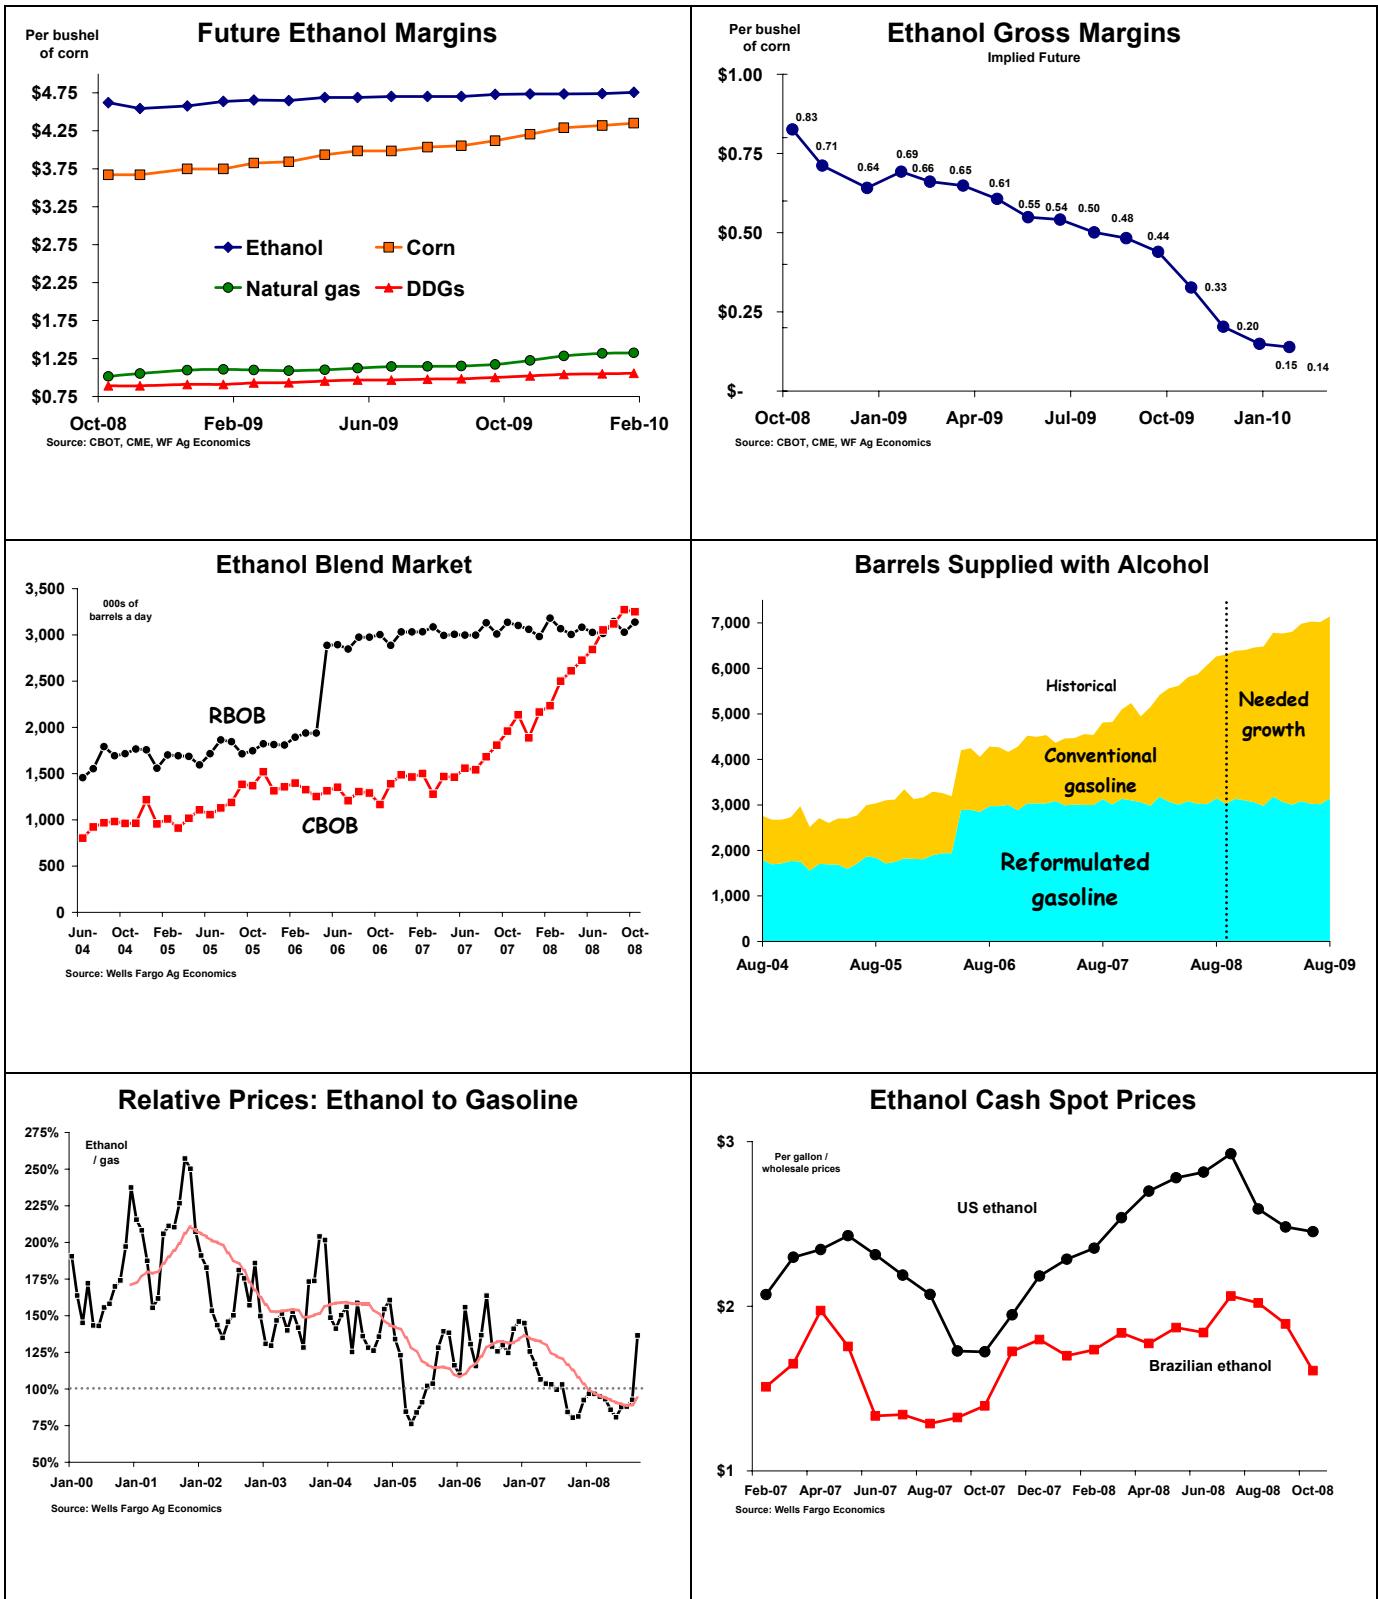 Future Ethanol Margins
Per bushel
of corn
$4.75
$4.25
$3.75
$3.25
$2.75
$2.25
$1.75
$1.25
$0.75
Ethanol
Corn
Natural gas
DDGs
Oct-08 Feb-09 Jun-09 Oct-09 Feb-10
Source: CBOT, CME, WF Ag Economics
Ethanol Gross Margins
Implied Future
Per bushel
of corn
$1.00
$0.75
$0.50
$0.25
$-
0.83
0.71
0.64
0.69
0.66
0.65
0.61
0.55
0.54
0.50
0.48
0.44
0.33
0.20
0.15
0.14
Oct-08 Jan-09 Apr-09 Jul-09 Oct-09 Jan-10
Source: CBOT, CME, WF Ag Economics
Ethanol Blend Market
000s of
barrels a day
3,500
3,000
2,500
2,000
1,500
1,000
500
0
RBOB
CBOB
Jun- Oct- Feb- Jun- Oct- Feb- Jun- Oct- Feb- Jun- Oct- Feb- Jun- Oct-
04 04 05 05 05 06 06 06 07 07 07 08 08 08
Source: Wells Fargo Ag Economics
Barrels Supplied with Alcohol
7,000
6,000
5,000
4,000
3,000
2,000
1,000
0
Historical
Needed
growth
Conventional
gasoline
Reformulated
gasoline
Aug-04 Aug-05 Aug-06 Aug-07 Aug-08 Aug-09
Relative Prices: Ethanol to Gasoline
Ethanol
/ gas
275%
250%
225%
200%
175%
150%
125%
100%
75%
50%
Jan-00 Jan-01 Jan-02 Jan-03 Jan-04 Jan-05 Jan-06 Jan-07 Jan-08
Source: Wells Fargo Ag Economics
Ethanol Cash Spot Prices
Per gallon /
wholesale prices
$3
$2
$1
US ethanol
Brazilian ethanol
Feb-07 Apr-07 Jun-07 Aug-07 Oct-07 Dec-07 Feb-08 Apr-08 Jun-08 Aug-08 Oct-08
Source: Wells Fargo Economics